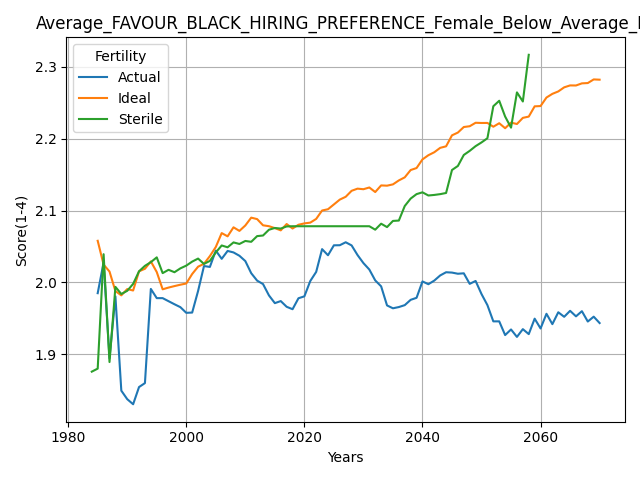 Average_FAVOUR_BLACK_HIRING_PREFERENCE_Female_Below_Average_
Fertility
Actual
Ideal
Sterile
Score(1-4)
2.3
2.2
2.1
2.0
1.9
1980
2000
2020
2040
2060
Years